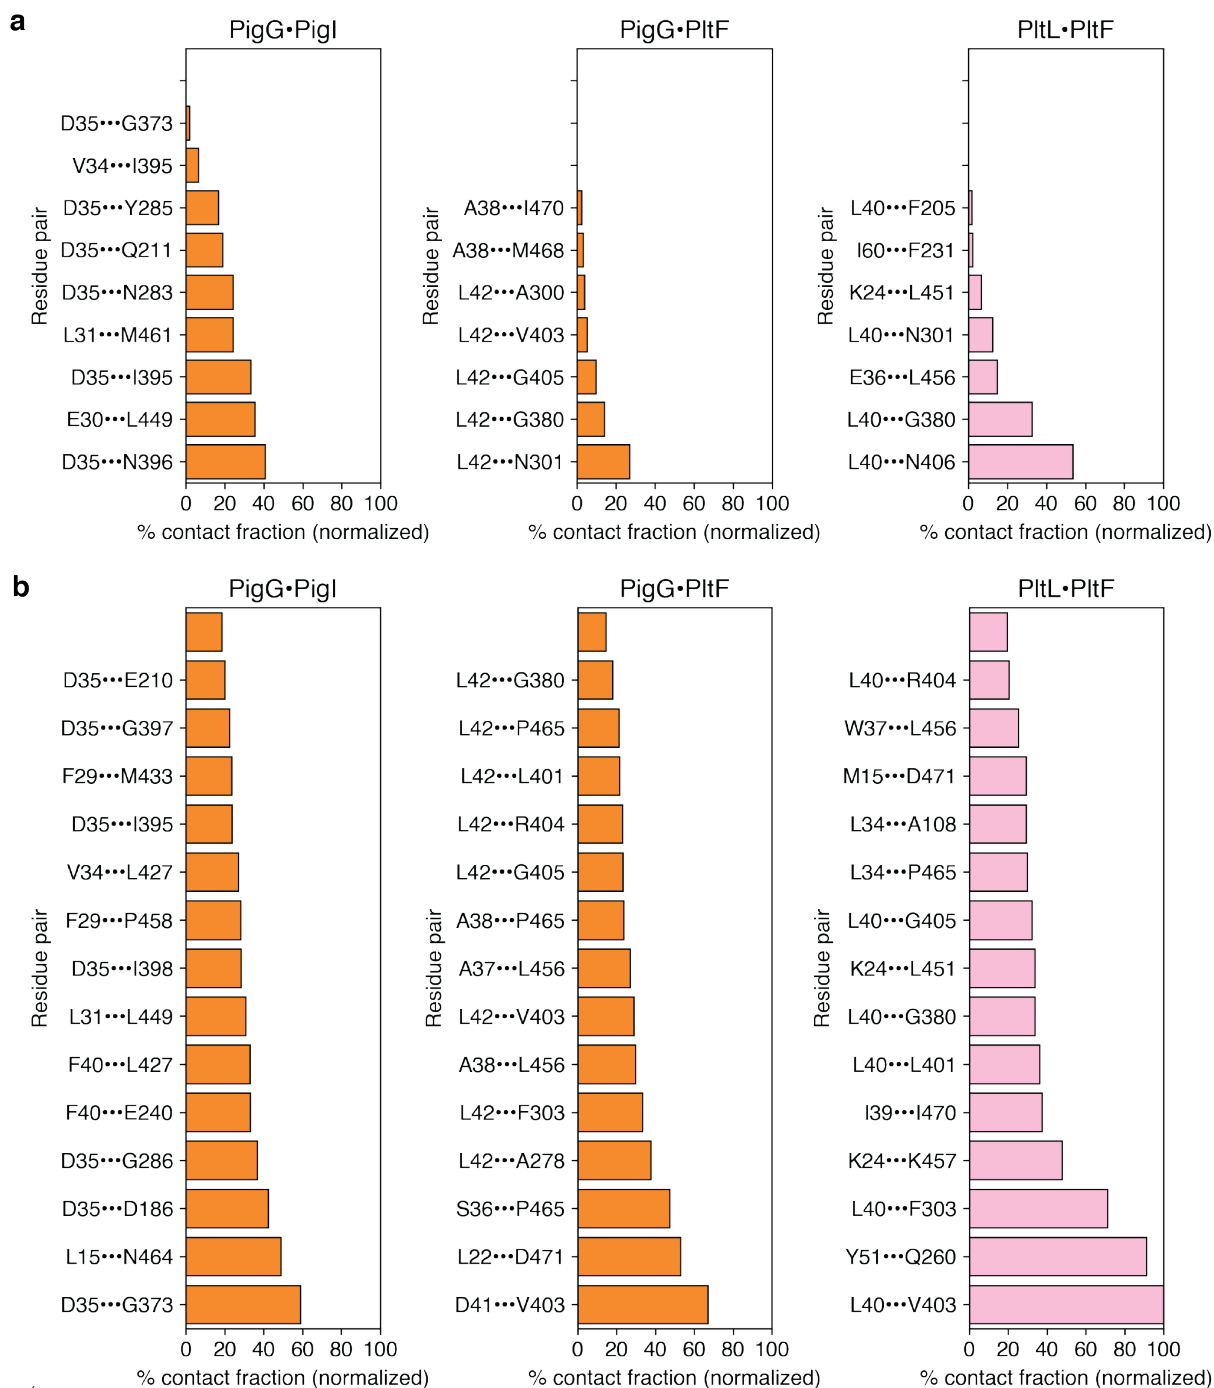 a
PigG•PigI
Residue pair
D35•••G373
V34•••I395
D35•••Y285
D35•••Q211
D35•••N283
L31•••M461
D35•••I395
E30•••L449
D35•••N396
0 20 40 60 80 100
% contact fraction (normalized)
PigG•PltF
Residue pair
A38•••I470
A38•••M468
L42•••A300
L42•••V403
L42•••G405
L42•••G380
L42•••N301
0 20 40 60 80 100
% contact fraction (normalized)
PltL•PltF
Residue pair
L40•••F205
I60•••F231
K24•••L451
L40•••N301
E36•••L456
L40•••G380
L40•••N406
0 20 40 60 80 100
% contact fraction (normalized)
b
PigG•PigI
Residue pair
D35•••E210
D35•••G397
F29•••M433
D35•••I395
V34•••L427
F29•••P458
D35•••I398
L31•••L449
F40•••L427
F40•••E240
D35•••G286
D35•••D186
L15•••N464
D35•••G373
0 20 40 60 80 100
% contact fraction (normalized)
PigG•PltF
Residue pair
L42•••G380
L42•••P465
L42•••L401
L42•••R404
L42•••G405
A38•••P465
A37•••L456
L42•••V403
A38•••L456
L42•••F303
L42•••A278
S36•••P465
L22•••D471
D41•••V403
0 20 40 60 80 100
% contact fraction (normalized)
PltL•PltF
Residue pair
L40•••R404
W37•••L456
M15•••D471
L34•••A108
L34•••P465
L40•••G405
K24•••L451
L40•••G380
L40•••L401
I39•••I470
K24•••K457
L40•••F303
Y51•••Q260
L40•••V403
0 20 40 60 80 100
% contact fraction (normalized)